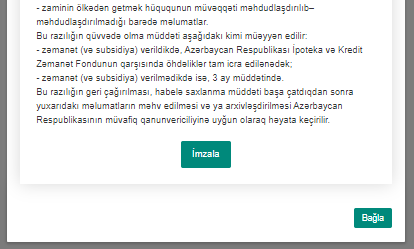 - zaminin ölkədən getmək hüququnun müvəqqəti məhdudlaşdırılıb–
məhdudlaşdırılmadığı barədə məlumatlar.
Bu razılığın qüvvədə olma müddəti aşağıdakı kimi müəyyən edilir:
- zəmanət (və subsidiya) verildikdə, Azərbaycan Respublikası İpoteka və Kredit
Zəmanət Fondunun qarşısında öhdəliklər tam icra edilənədək;
- zəmanət (və subsidiya) verilmədikdə isə, 3 ay müddətində.
Bu razılığın geri çağırılması, habelə saxlanma müddəti başa çatdıqdan sonra
yuxarıdakı məlumatların məhv edilməsi və ya arxivləşdirilməsi Azərbaycan
Respublikasının müvafiq qanunvericiliyinə uyğun olaraq həyata keçirilir.
İmzala
Bağla